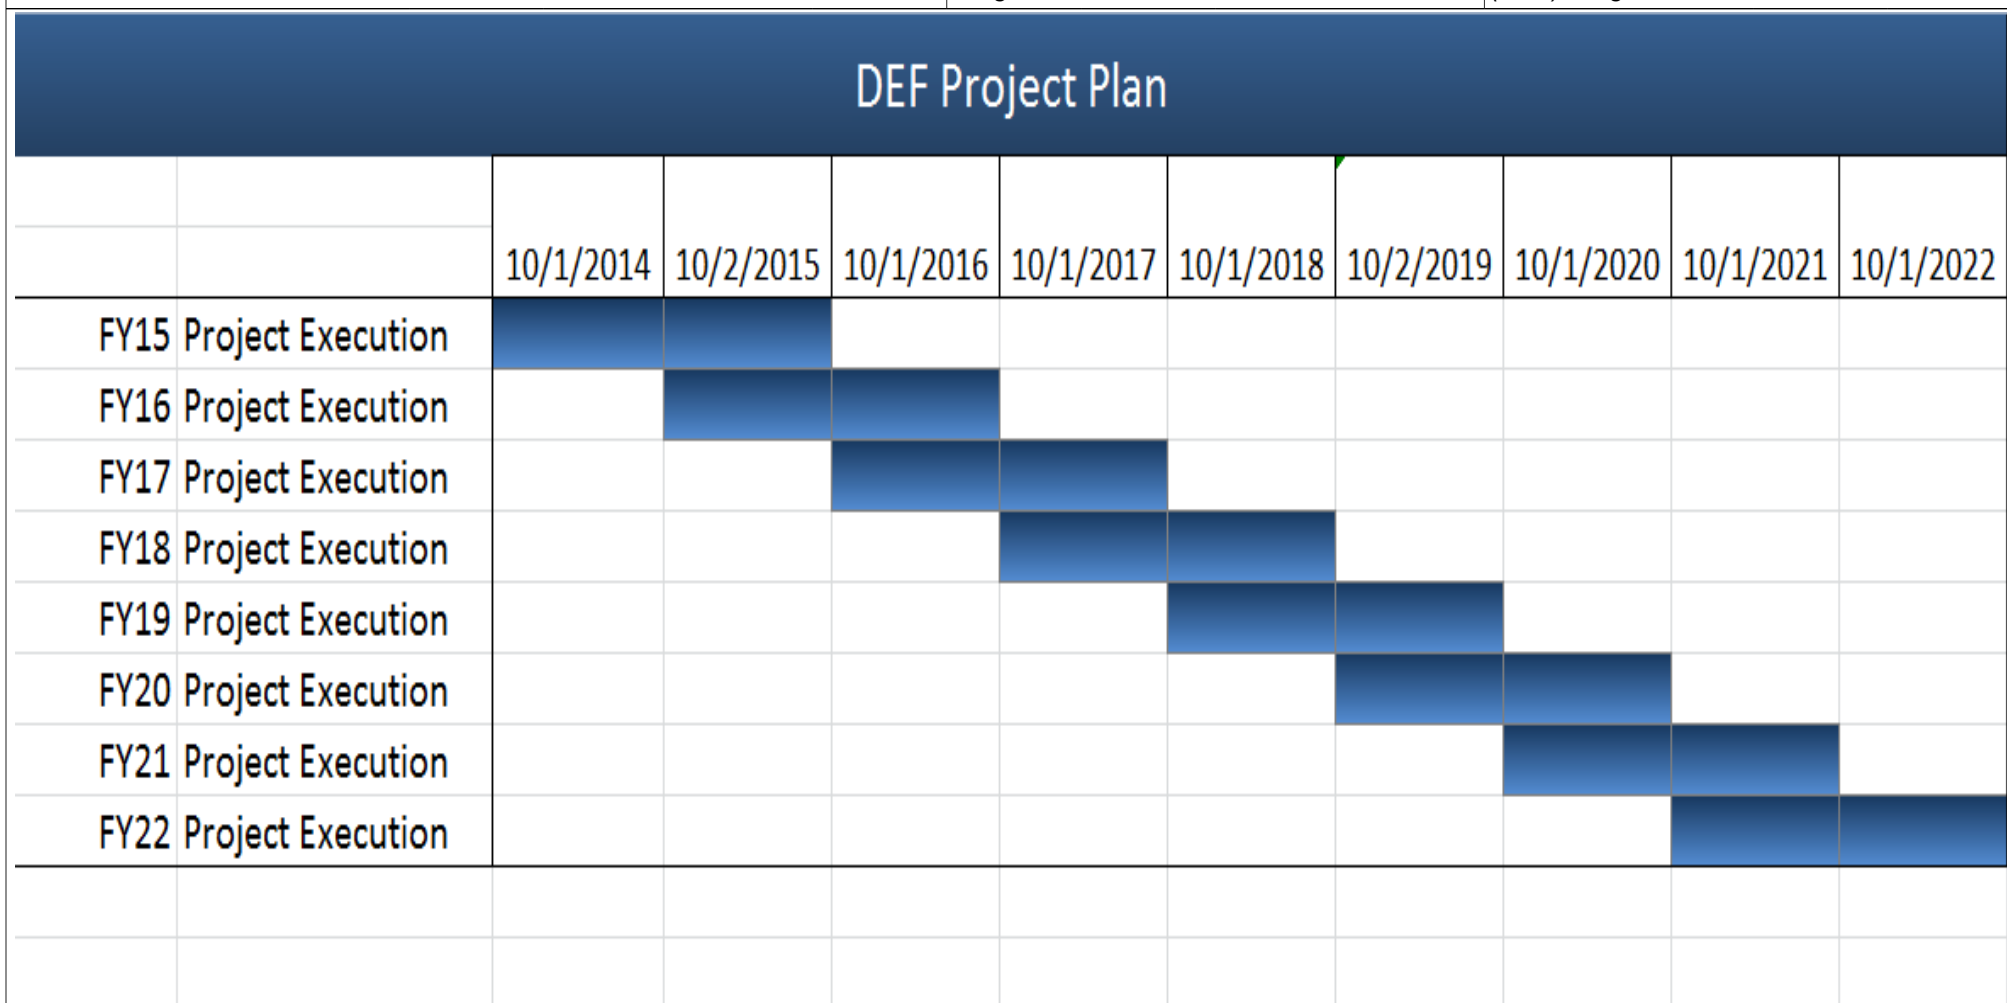 DEF Project Plan
10/1/2014 10/2/2015 10/1/2016 10/1/2017 10/1/2018 10/2/2019 10/1/2020 10/1/2021 10/1/2022
FY15 Project Execution
FY16 Project Execution
FY17 Project Execution
FY18 Project Execution
FY19 Project Execution
FY20 Project Execution
FY21 Project Execution
FY22 Project Execution